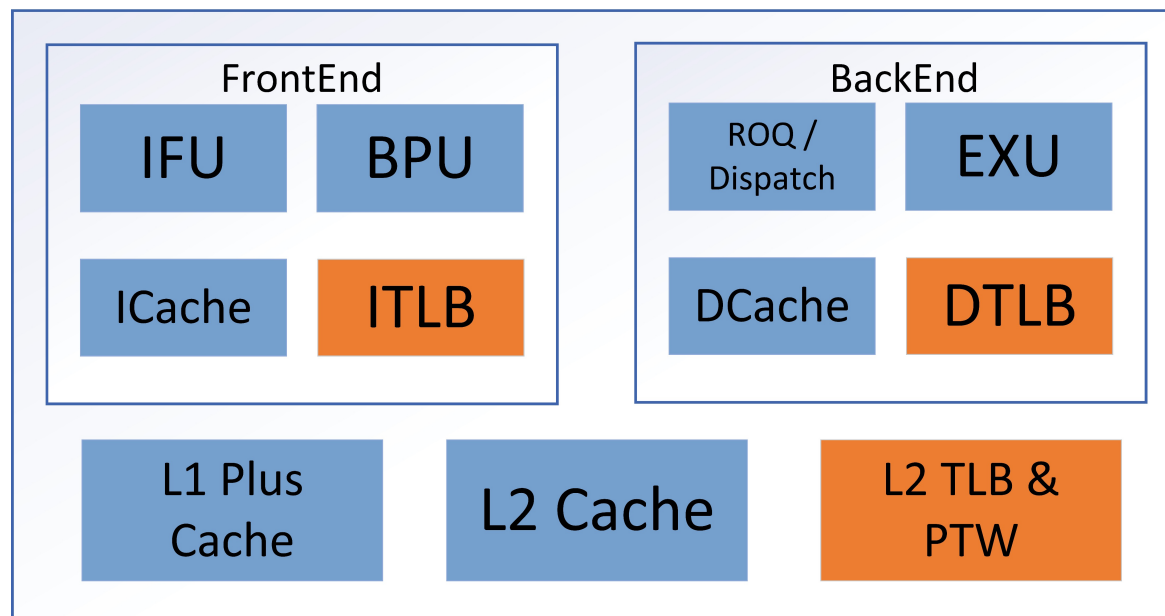 FrontEnd
IFU
BPU
ICache
ITLB
BackEnd
ROQ /
Dispatch
EXU
DCache
DTLB
L1 Plus
Cache
L2 Cache
L2 TLB &
PTW